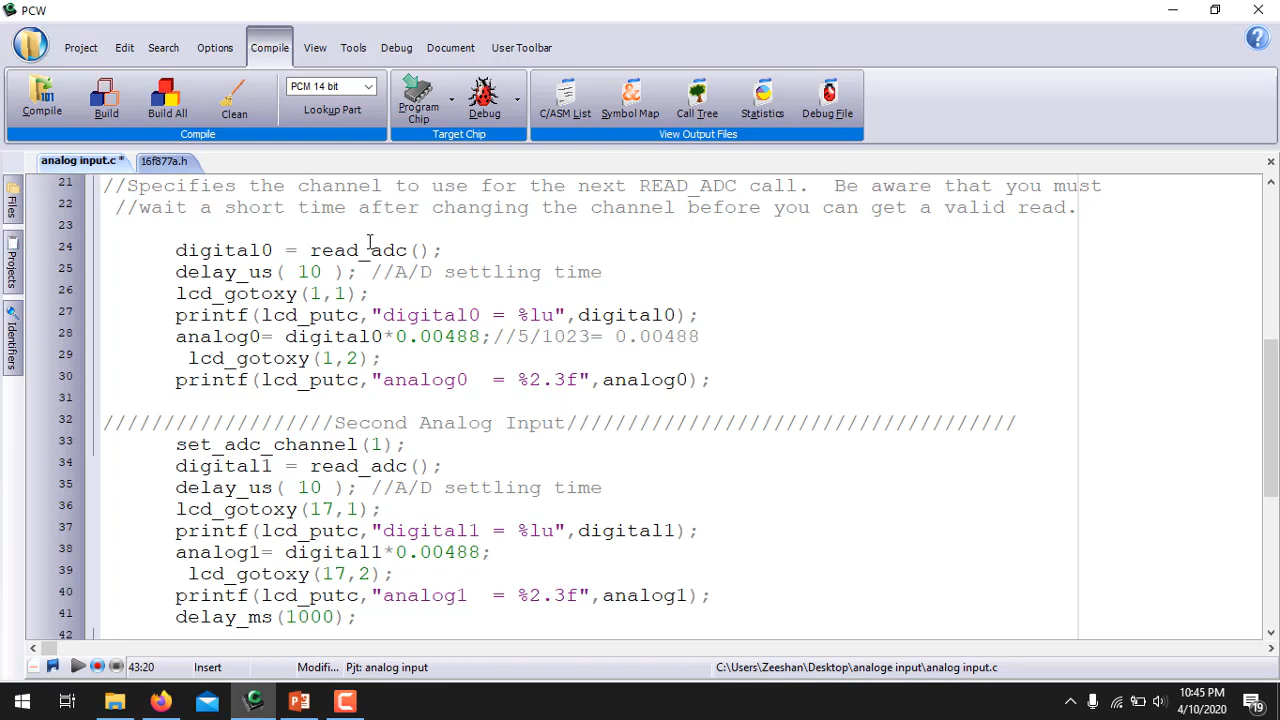 PCW
Project Edit Search Options Compile View Tools Debug Document User Toolbar
PCM 14 bit
Compile Build Build All Clean Lookup Part Program Chip Debug C/ASM List Symbol Map Call Tree Statistics Debug File
Compile Target Chip View Output Files
analog input.c * 16f877a.h
Files
Projects
Identifiers
21 //Specifies the channel to use for the next READ_ADC call.  Be aware that you must
22 //wait a short time after changing the channel before you can get a valid read.
23
24 digital0 = read_adc();
25 delay_us( 10 ); //A/D settling time
26 lcd_gotoxy(1,1);
27 printf(lcd_putc,"digital0 = %lu",digital0);
28 analog0= digital0*0.00488;//5/1023= 0.00488
29 lcd_gotoxy(1,2);
30 printf(lcd_putc,"analog0  = %2.3f",analog0);
31
32 ///////////////////Second Analog Input/////////////////////////////////////
33 set_adc_channel(1);
34 digital1 = read_adc();
35 delay_us( 10 ); //A/D settling time
36 lcd_gotoxy(17,1);
37 printf(lcd_putc,"digital1 = %lu",digital1);
38 analog1= digital1*0.00488;
39 lcd_gotoxy(17,2);
40 printf(lcd_putc,"analog1  = %2.3f",analog1);
41 delay_ms(1000);
42
43:20 Insert Modifi... Pjt: analog input C:\Users\Zeeshan\Desktop\analoge input\analog input.c
10:45 PM
4/10/2020
19